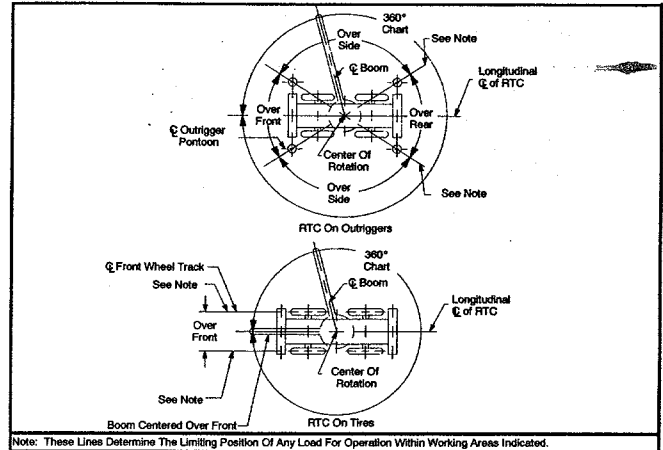 360°
Chart
Over
Side
See Note
℄ Boom
Longitudinal
℄ of RTC
Over
Front
Over
Rear
℄ Outrigger
Pontoon
Center Of
Rotation
Over
Side
See Note
RTC On Outriggers
360°
Chart
℄ Front Wheel Track
℄ Boom
See Note
Longitudinal
℄ of RTC
Over
Front
Center Of
Rotation
See Note
Boom Centered Over Front
RTC On Tires
Note: These Lines Determine The Limiting Position Of Any Load For Operation Within Working Areas Indicated.